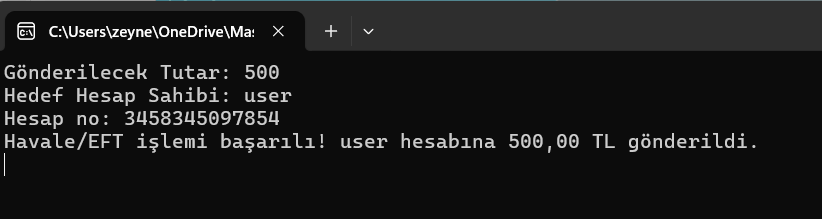 C:\Users\zeyne\OneDrive\Mas
Gönderilecek Tutar: 500
Hedef Hesap Sahibi: user
Hesap no: 3458345097854
Havale/EFT işlemi başarılı! user hesabına 500,00 TL gönderildi.